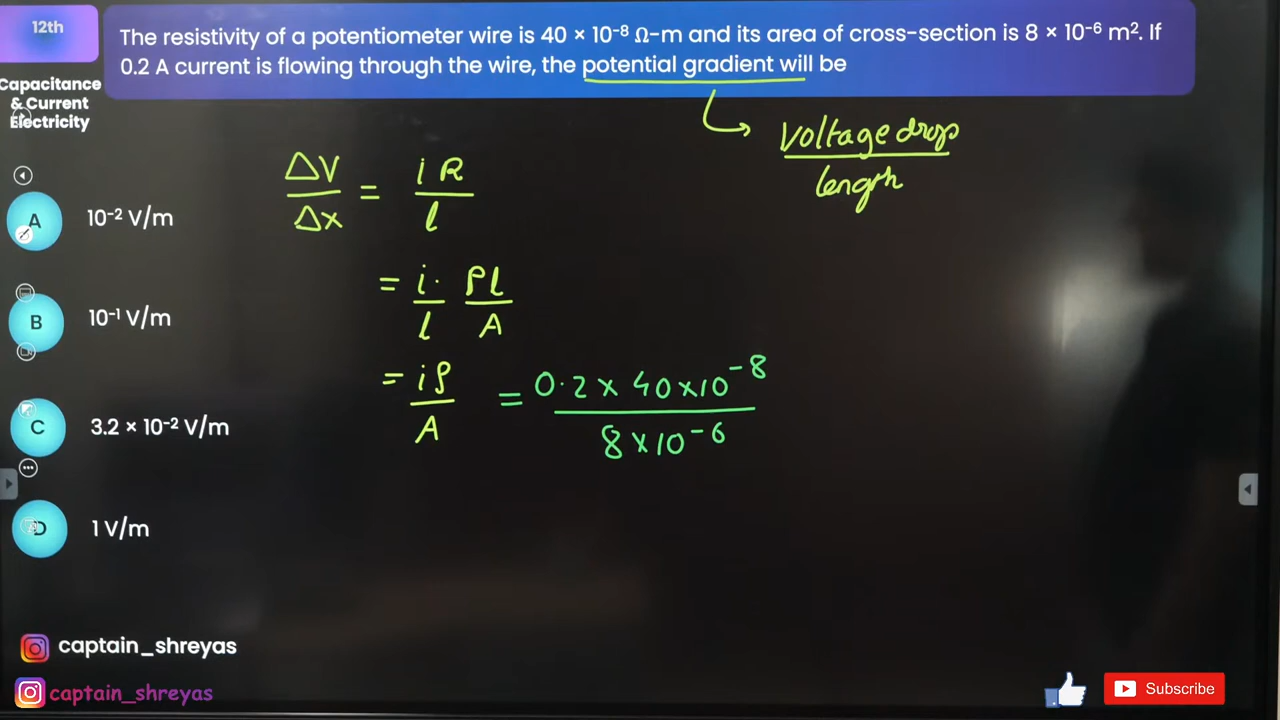 12th
The resistivity of a potentiometer wire is 40 × 10⁻⁸ Ω-m and its area of cross-section is 8 × 10⁻⁶ m². If
0.2 A current is flowing through the wire, the potential gradient will be
Capacitance
& Current
Electricity
Voltage drop
length
ΔV/Δx = iR/l
= i/l · ρl/A
= iρ/A = 0.2 × 40 × 10⁻⁸ / 8 × 10⁻⁶
A 10⁻² V/m
B 10⁻¹ V/m
C 3.2 × 10⁻² V/m
D 1 V/m
captain_shreyas
captain_shreyas
Subscribe